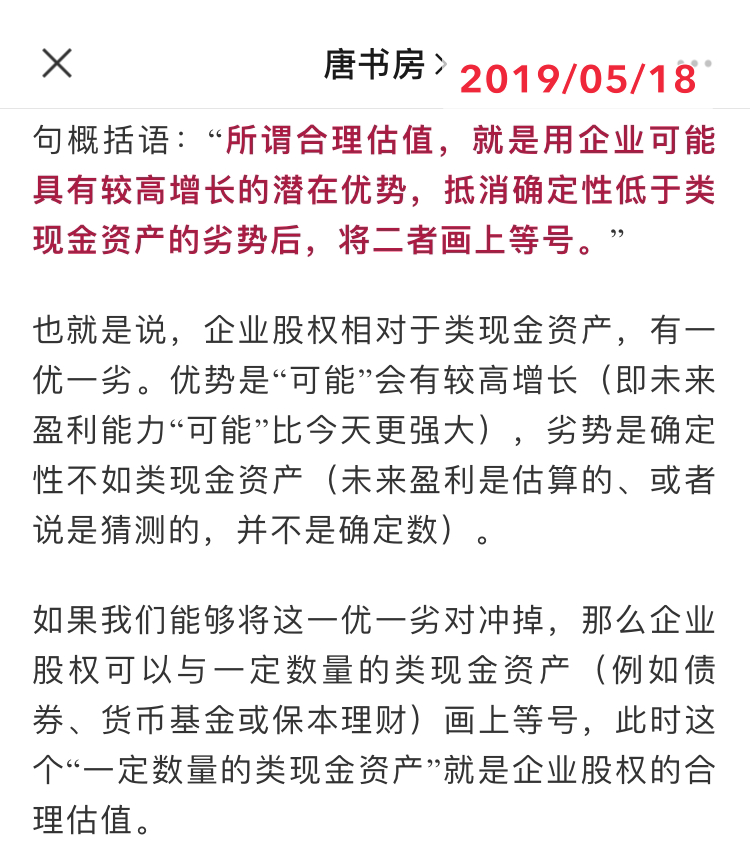 唐书房
2019/05/18
句概括语：“所谓合理估值，就是用企业可能
具有较高增长的潜在优势，抵消确定性低于类
现金资产的劣势后，将二者画上等号。”
也就是说，企业股权相对于类现金资产，有一
优一劣。优势是“可能”会有较高增长（即未来
盈利能力“可能”比今天更强大），劣势是确定
性不如类现金资产（未来盈利是估算的、或者
说是猜测的，并不是确定数）。
如果我们能够将这一优一劣对冲掉，那么企业
股权可以与一定数量的类现金资产（例如债
券、货币基金或保本理财）画上等号，此时这
个“一定数量的类现金资产”就是企业股权的合
理估值。